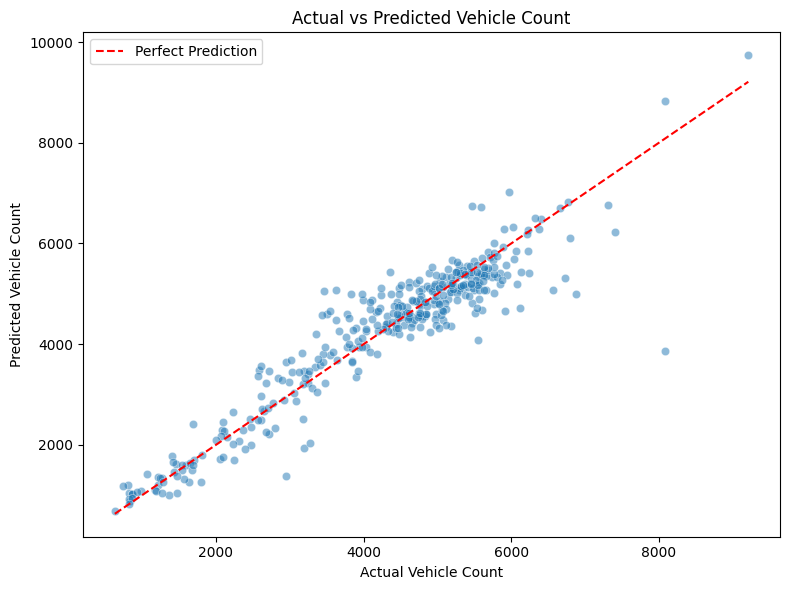 Actual vs Predicted Vehicle Count
Perfect Prediction
10000
8000
6000
4000
2000
Predicted Vehicle Count
2000 4000 6000 8000
Actual Vehicle Count